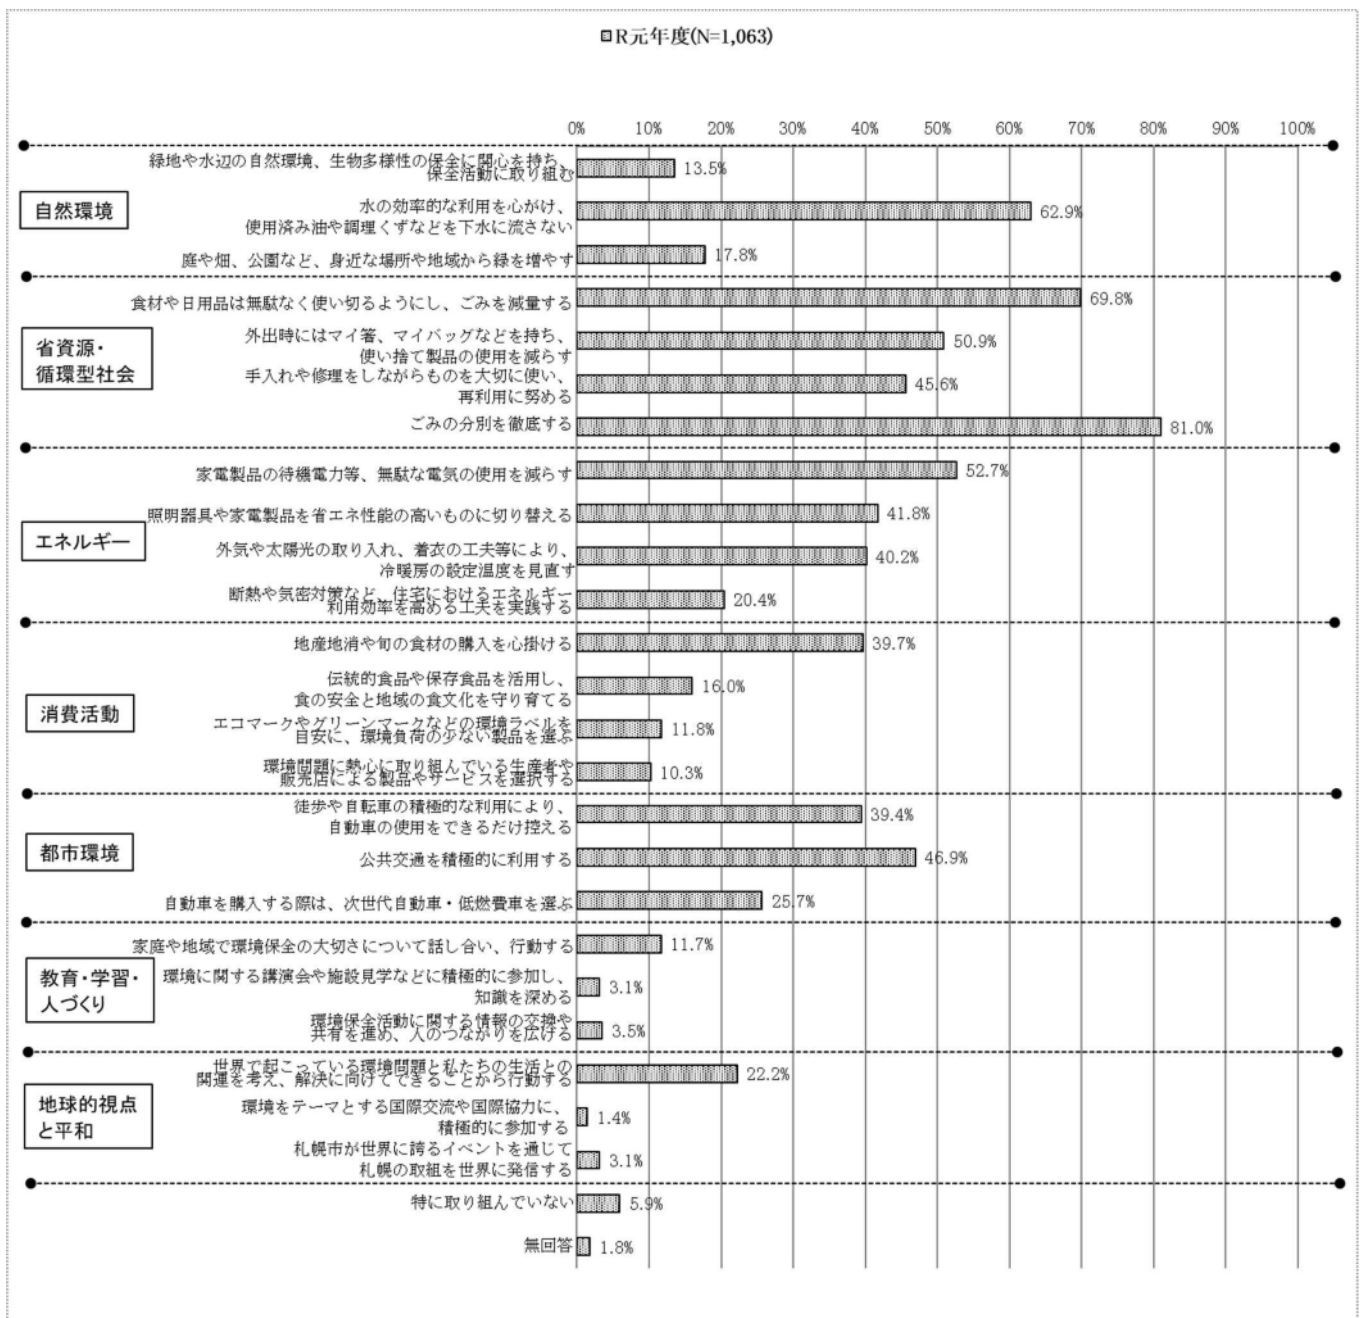 R元年度(N=1,063)
0% 10% 20% 30% 40% 50% 60% 70% 80% 90% 100%
自然環境
緑地や水辺の自然環境、生物多様性の保全に関心を持ち、
保全活動に取り組む
13.5%
水の効率的な利用を心がけ、
使用済み油や調理くずなどを下水に流さない
62.9%
庭や畑、公園など、身近な場所や地域から緑を増やす
17.8%
省資源・
循環型社会
食材や日用品は無駄なく使い切るようにし、ごみを減量する
69.8%
外出時にはマイ箸、マイバッグなどを持ち、
使い捨て製品の使用を減らす
50.9%
手入れや修理をしながらものを大切に使い、
再利用に努める
45.6%
ごみの分別を徹底する
81.0%
エネルギー
家電製品の待機電力等、無駄な電気の使用を減らす
52.7%
照明器具や家電製品を省エネ性能の高いものに切り替える
41.8%
外気や太陽光の取り入れ、着衣の工夫等により、
冷暖房の設定温度を見直す
40.2%
断熱や気密対策など、住宅におけるエネルギー
利用効率を高める工夫を実践する
20.4%
消費活動
地産地消や旬の食材の購入を心掛ける
39.7%
伝統的食品や保存食品を活用し、
食の安全と地域の食文化を守り育てる
16.0%
エコマークやグリーンマークなどの環境ラベルを
目安に、環境負荷の少ない製品を選ぶ
11.8%
環境問題に熱心に取り組んでいる生産者や
販売店による製品やサービスを選択する
10.3%
都市環境
徒歩や自転車の積極的な利用により、
自動車の使用をできるだけ控える
39.4%
公共交通を積極的に利用する
46.9%
自動車を購入する際は、次世代自動車・低燃費車を選ぶ
25.7%
教育・学習・
人づくり
家庭や地域で環境保全の大切さについて話し合い、行動する
11.7%
環境に関する講演会や施設見学などに積極的に参加し、
知識を深める
3.1%
環境保全活動に関する情報の交換や
共有を進め、人のつながりを広げる
3.5%
地球的視点
と平和
世界で起こっている環境問題と私たちの生活との
関連を考え、解決に向けてできることから行動する
22.2%
環境をテーマとする国際交流や国際協力に、
積極的に参加する
1.4%
札幌市が世界に誇るイベントを通じて
札幌の取組を世界に発信する
3.1%
特に取り組んでいない
5.9%
無回答
1.8%